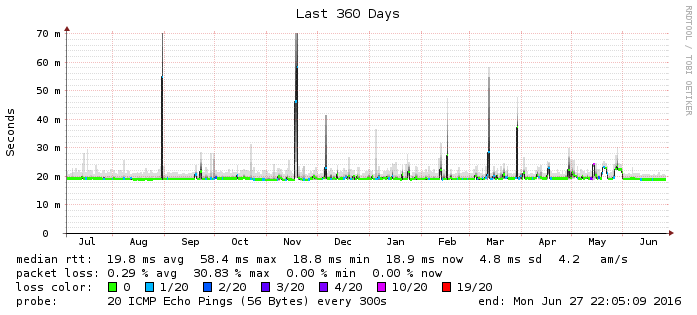 Last 360 Days
RRDTOOL / TOBI OETIKER
Seconds
70 m
60 m
50 m
40 m
30 m
20 m
10 m
0
Jul Aug Sep Oct Nov Dec Jan Feb Mar Apr May Jun
median rtt: 19.8 ms avg 58.4 ms max 18.8 ms min 18.9 ms now 4.8 ms sd 4.2 am/s
packet loss: 0.29 % avg 30.83 % max 0.00 % min 0.00 % now
loss color: 0 1/20 2/20 3/20 4/20 10/20 19/20
probe: 20 ICMP Echo Pings (56 Bytes) every 300s end: Mon Jun 27 22:05:09 2016